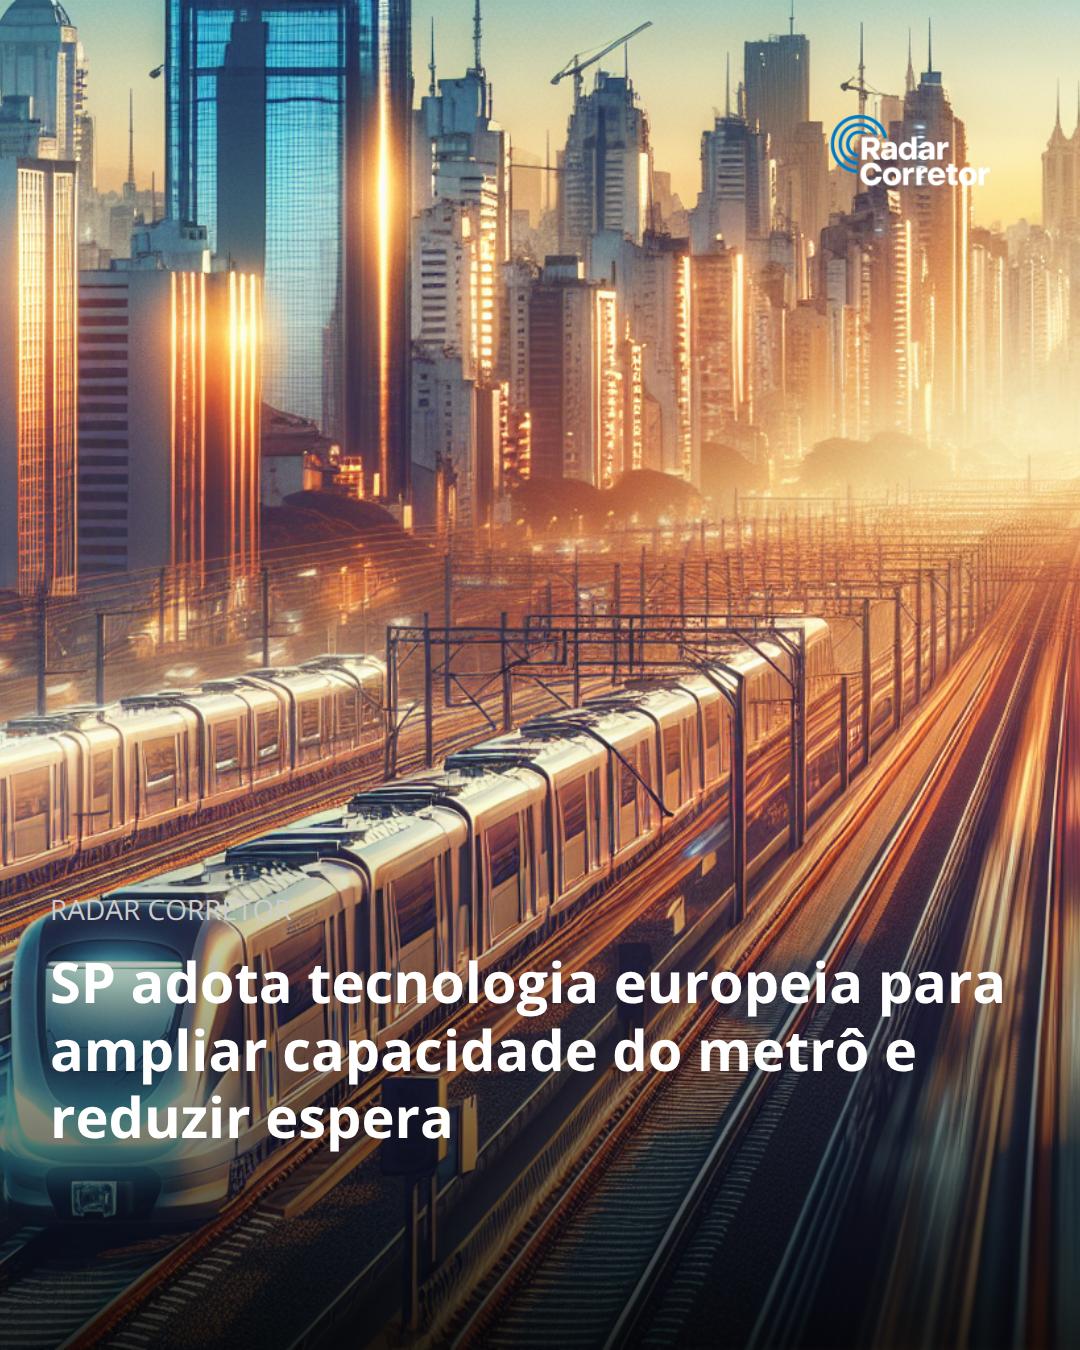 Radar
Corretor
RADAR CORRETOR
SP adota tecnologia europeia para
ampliar capacidade do metrô e
reduzir espera